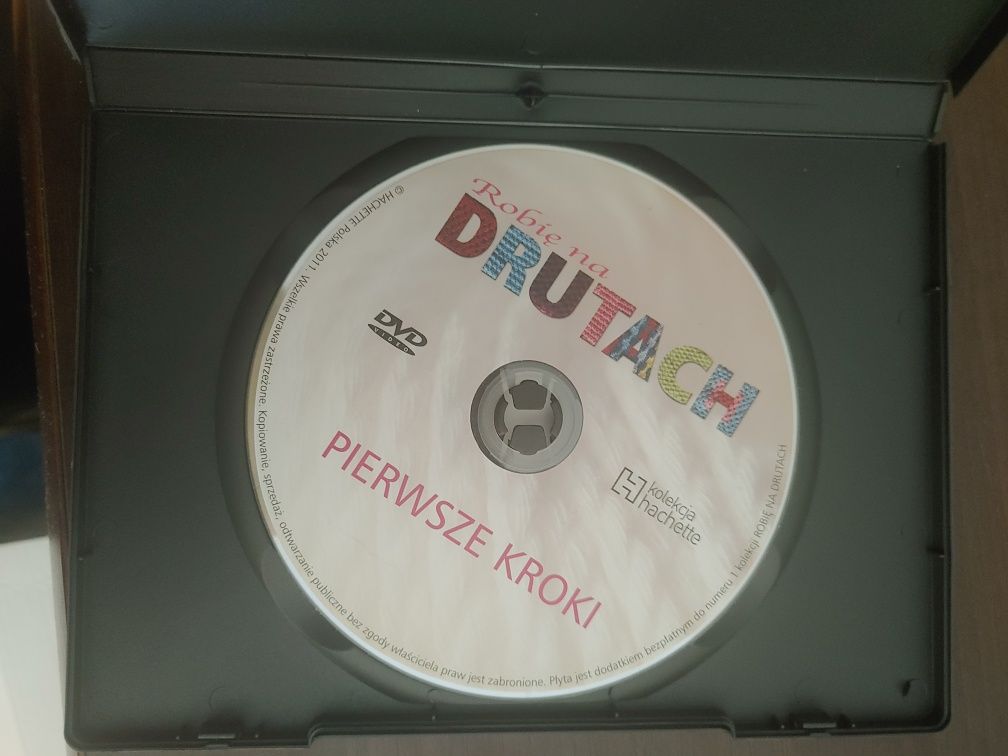 Robię na
DRUTACH
DVD
VIDEO
PIERWSZE KROKI
kolekcja
hachette
© HACHETTE Polska 2011. Wszelkie prawa zastrzeżone. Kopiowanie, sprzedaż, odtwarzanie publiczne bez zgody właściciela praw jest zabronione. Płyta jest dodatkiem bezpłatnym do numeru 1 kolekcji ROBIĘ NA DRUTACH